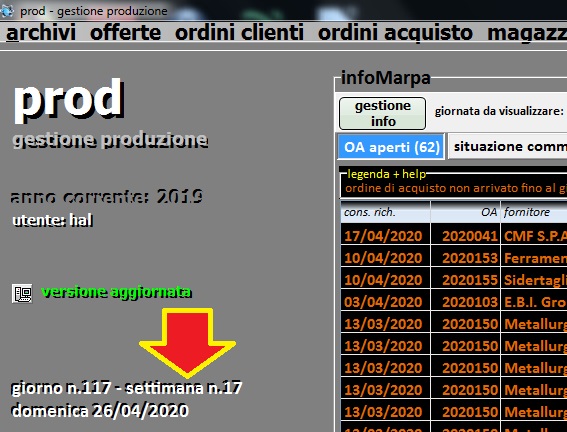 prod - gestione produzione
archivi offerte ordini clienti ordini acquisto magazz
prod
gestione produzione
anno corrente: 2019
utente: hal
versione aggiornata
giorno n.117 - settimana n.17
domenica 26/04/2020
infoMarpa
gestione
info
giornata da visualizzare:
OA aperti (62) situazione comm
legenda + help
ordine di acquisto non arrivato fino al gi
cons. rich. OA fornitore
17/04/2020 2020041 CMF S.P.A
10/04/2020 2020153 Ferramen
10/04/2020 2020155 Sidertagli
03/04/2020 2020103 E.B.I. Gro
13/03/2020 2020150 Metallurg
13/03/2020 2020150 Metallurg
13/03/2020 2020150 Metallurg
13/03/2020 2020150 Metallurg
13/03/2020 2020150 Metallurg